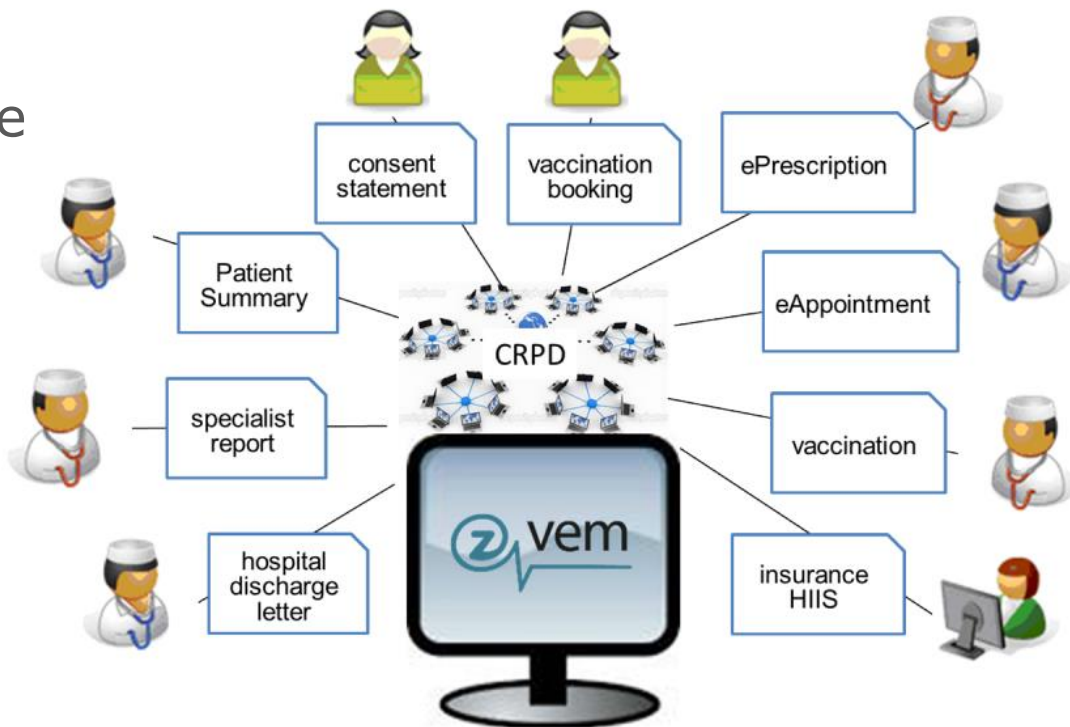 e
consent
statement
vaccination
booking
ePrescription
Patient
Summary
eAppointment
CRPD
specialist
report
vaccination
z vem
hospital
discharge
letter
insurance
HIIS